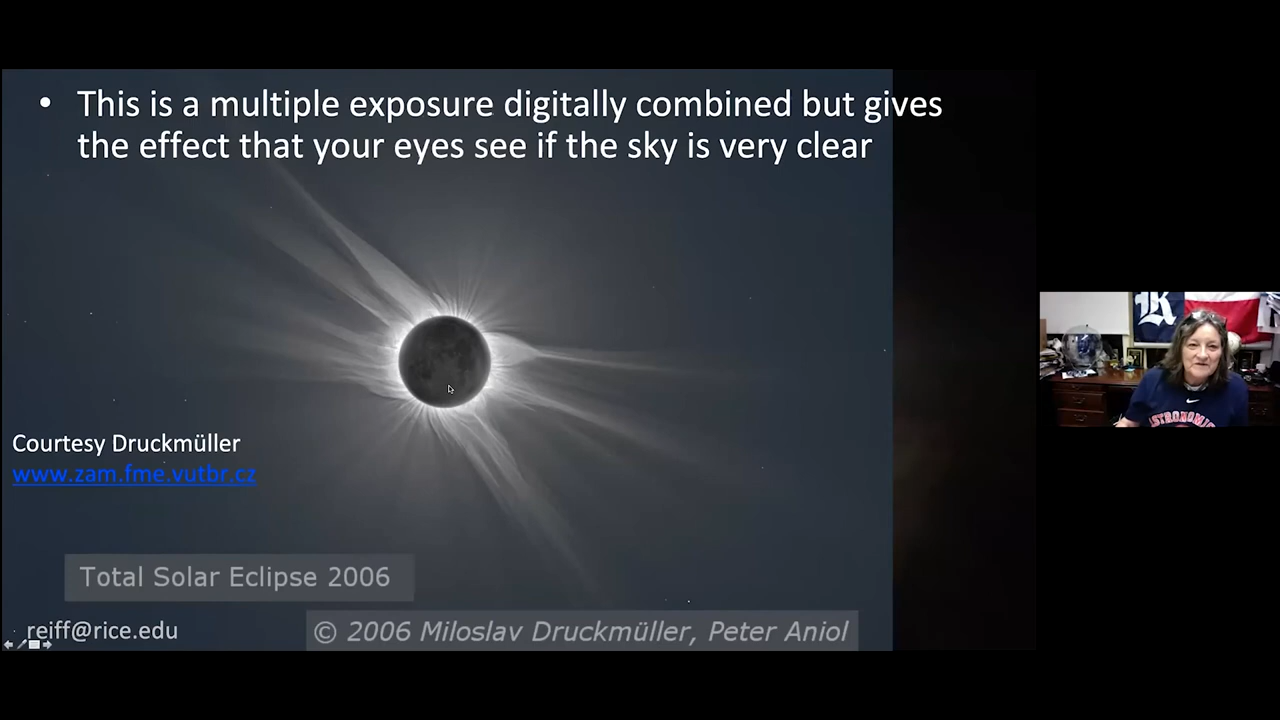 • This is a multiple exposure digitally combined but gives
the effect that your eyes see if the sky is very clear
Courtesy Druckmüller
www.zam.fme.vutbr.cz
Total Solar Eclipse 2006
reiff@rice.edu
© 2006 Miloslav Druckmüller, Peter Aniol
R